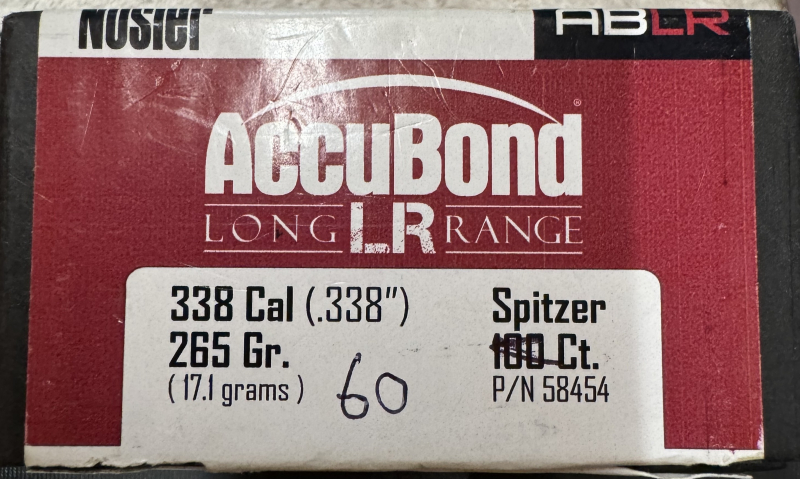 Nosler
ABLR
AccuBond®
LONG LR RANGE
338 Cal (.338”)
265 Gr.
(17.1 grams)
60
Spitzer
100 Ct.
P/N 58454